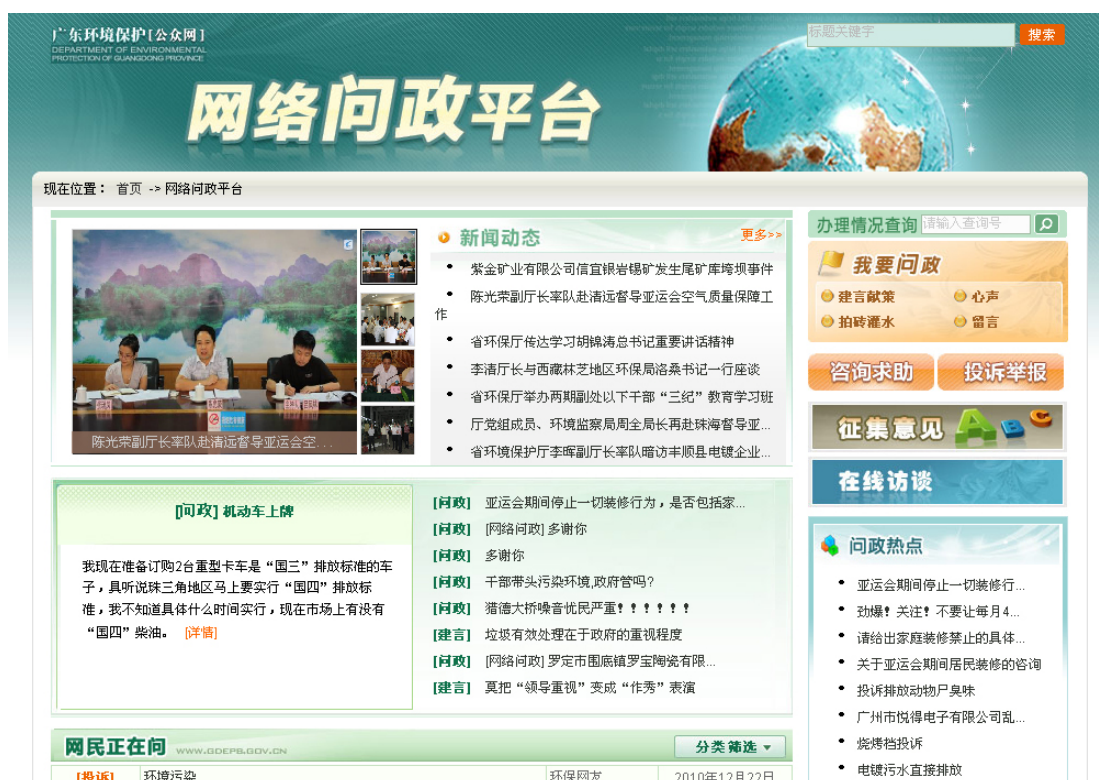 广东环境保护[公众网]
DEPARTMENT OF ENVIRONMENTAL
PROTECTION OF GUANGDONG PROVINCE
标题关键字
搜索
网络问政平台
现在位置: 首页 -> 网络问政平台
陈光荣副厅长率队赴清远督导亚运会空...
新闻动态
更多>>
紫金矿业有限公司信宜银岩锡矿发生尾矿库垮坝事件
陈光荣副厅长率队赴清远督导亚运会空气质量保障工
作
省环保厅传达学习胡锦涛总书记重要讲话精神
李清厅长与西藏林芝地区环保局洛桑书记一行座谈
省环保厅举办两期副处以下干部“三纪”教育学习班
厅党组成员、环境监察局周全局长再赴珠海督导亚...
省环境保护厅李晖副厅长率队暗访丰顺县电镀企业...
办理情况查询 请输入查询号
我要问政
建言献策 心声
拍砖灌水 留言
咨询求助 投诉举报
征集意见 ABC
在线访谈
[问政] 机动车上牌
我现在准备订购2台重型卡车是“国三”排放标准的车
子,具听说珠三角地区马上要实行“国四”排放标
准,我不知道具体什么时间实行,现在市场上有没有
“国四”柴油。 [详情]
[问政] 亚运会期间停止一切装修行为,是否包括家...
[问政] [网络问政] 多谢你
[问政] 多谢你
[问政] 干部带头污染环境,政府管吗?
[问政] 猎德大桥噪音忧民严重!!!!!!
[建言] 垃圾有效处理在于政府的重视程度
[问政] [网络问政] 罗定市围底镇罗宝陶瓷有限...
[建言] 莫把“领导重视”变成“作秀”表演
问政热点
亚运会期间停止一切装修行...
劲爆!关注!不要让每月4...
请给出家庭装修禁止的具体...
关于亚运会期间居民装修的咨询
投诉排放动物尸臭味
广州市悦得电子有限公司乱...
烧烤档投诉
电镀污水直接排放
网民正在问 WWW.GDEPB.GOV.CN
分类筛选
[投诉] 环境污染 环保网友 2010年12月22日